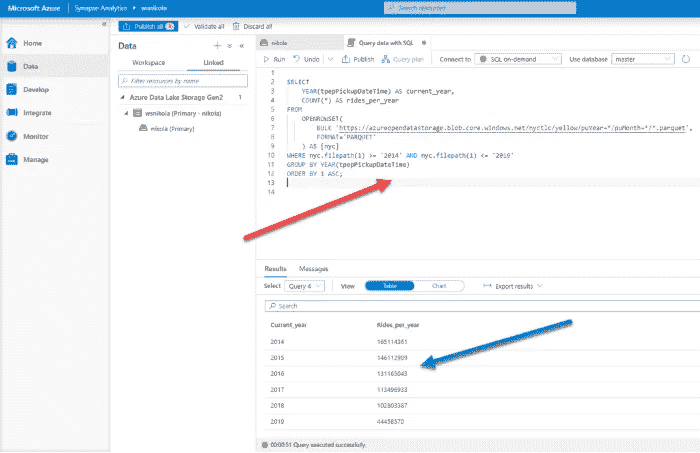 Microsoft Azure | Synapse Analytics ▸ wsnikola
Search resources
Publish all
Validate all
Discard all
Home
Data
Develop
Integrate
Monitor
Manage
Data
Workspace
Linked
Filter resources by name
Azure Data Lake Storage Gen2 1
wsnikola (Primary - nikola)
nikola (Primary)
nikola
Query data with SQL
Run
Undo
Publish
Query plan
Connect to
SQL on-demand
Use database
master
1
2 SELECT
3 YEAR(tpepPickupDateTime) AS current_year,
4 COUNT(*) AS rides_per_year
5 FROM
6 OPENROWSET(
7 BULK 'https://azureopendatastorage.blob.core.windows.net/nyctlc/yellow/puYear=*/puMonth=*/*.parquet',
8 FORMAT='PARQUET'
9 ) AS [nyc]
10 WHERE nyc.filepath(1) >= '2014' AND nyc.filepath(1) <= '2019'
11 GROUP BY YEAR(tpepPickupDateTime)
12 ORDER BY 1 ASC;
13
Results
Messages
Select
Query 4
View
Table
Chart
Export results
Search
Current_year Rides_per_year
2014 165114361
2015 146112989
2016 131165043
2017 113496933
2018 102803387
2019 44458570
00:00:51 Query executed successfully.